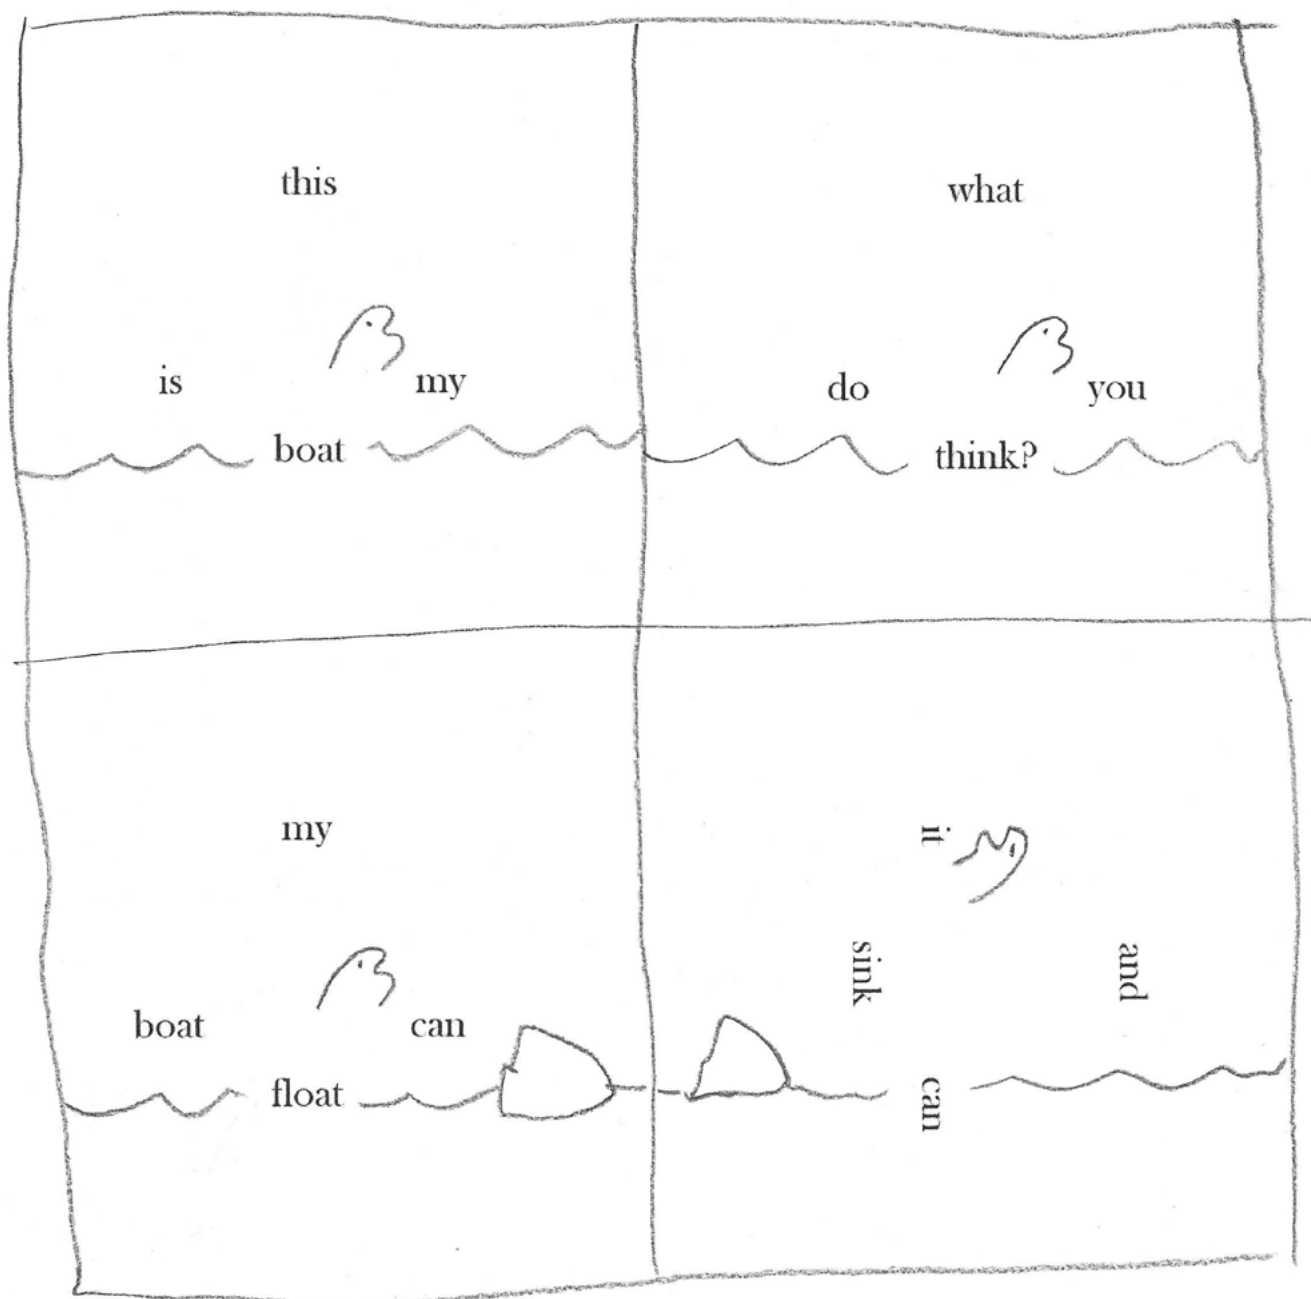 this
is my
boat
what
do you
think?
my
boat can
float
and
it can
sink